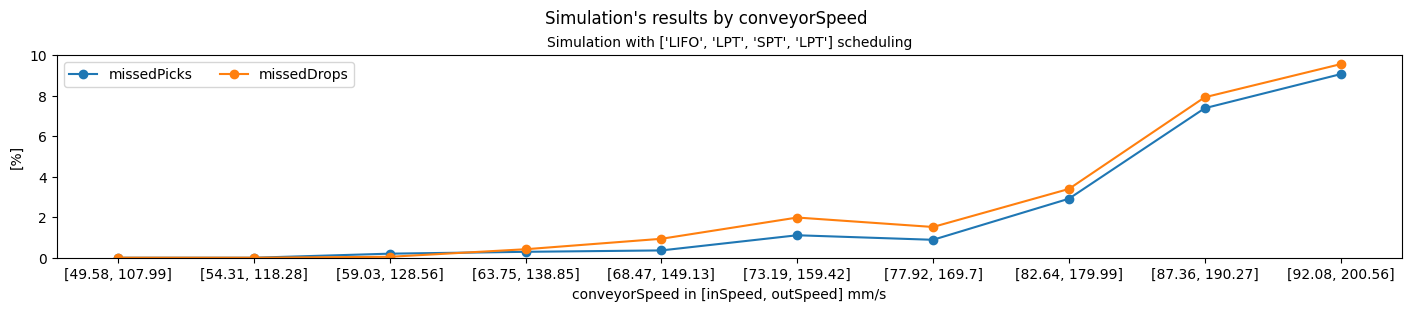 Simulation's results by conveyorSpeed
Simulation with ['LIFO', 'LPT', 'SPT', 'LPT'] scheduling
missedPicks missedDrops
[%]
10
8
6
4
2
0
[49.58, 107.99] [54.31, 118.28] [59.03, 128.56] [63.75, 138.85] [68.47, 149.13] [73.19, 159.42] [77.92, 169.7] [82.64, 179.99] [87.36, 190.27] [92.08, 200.56]
conveyorSpeed in [inSpeed, outSpeed] mm/s